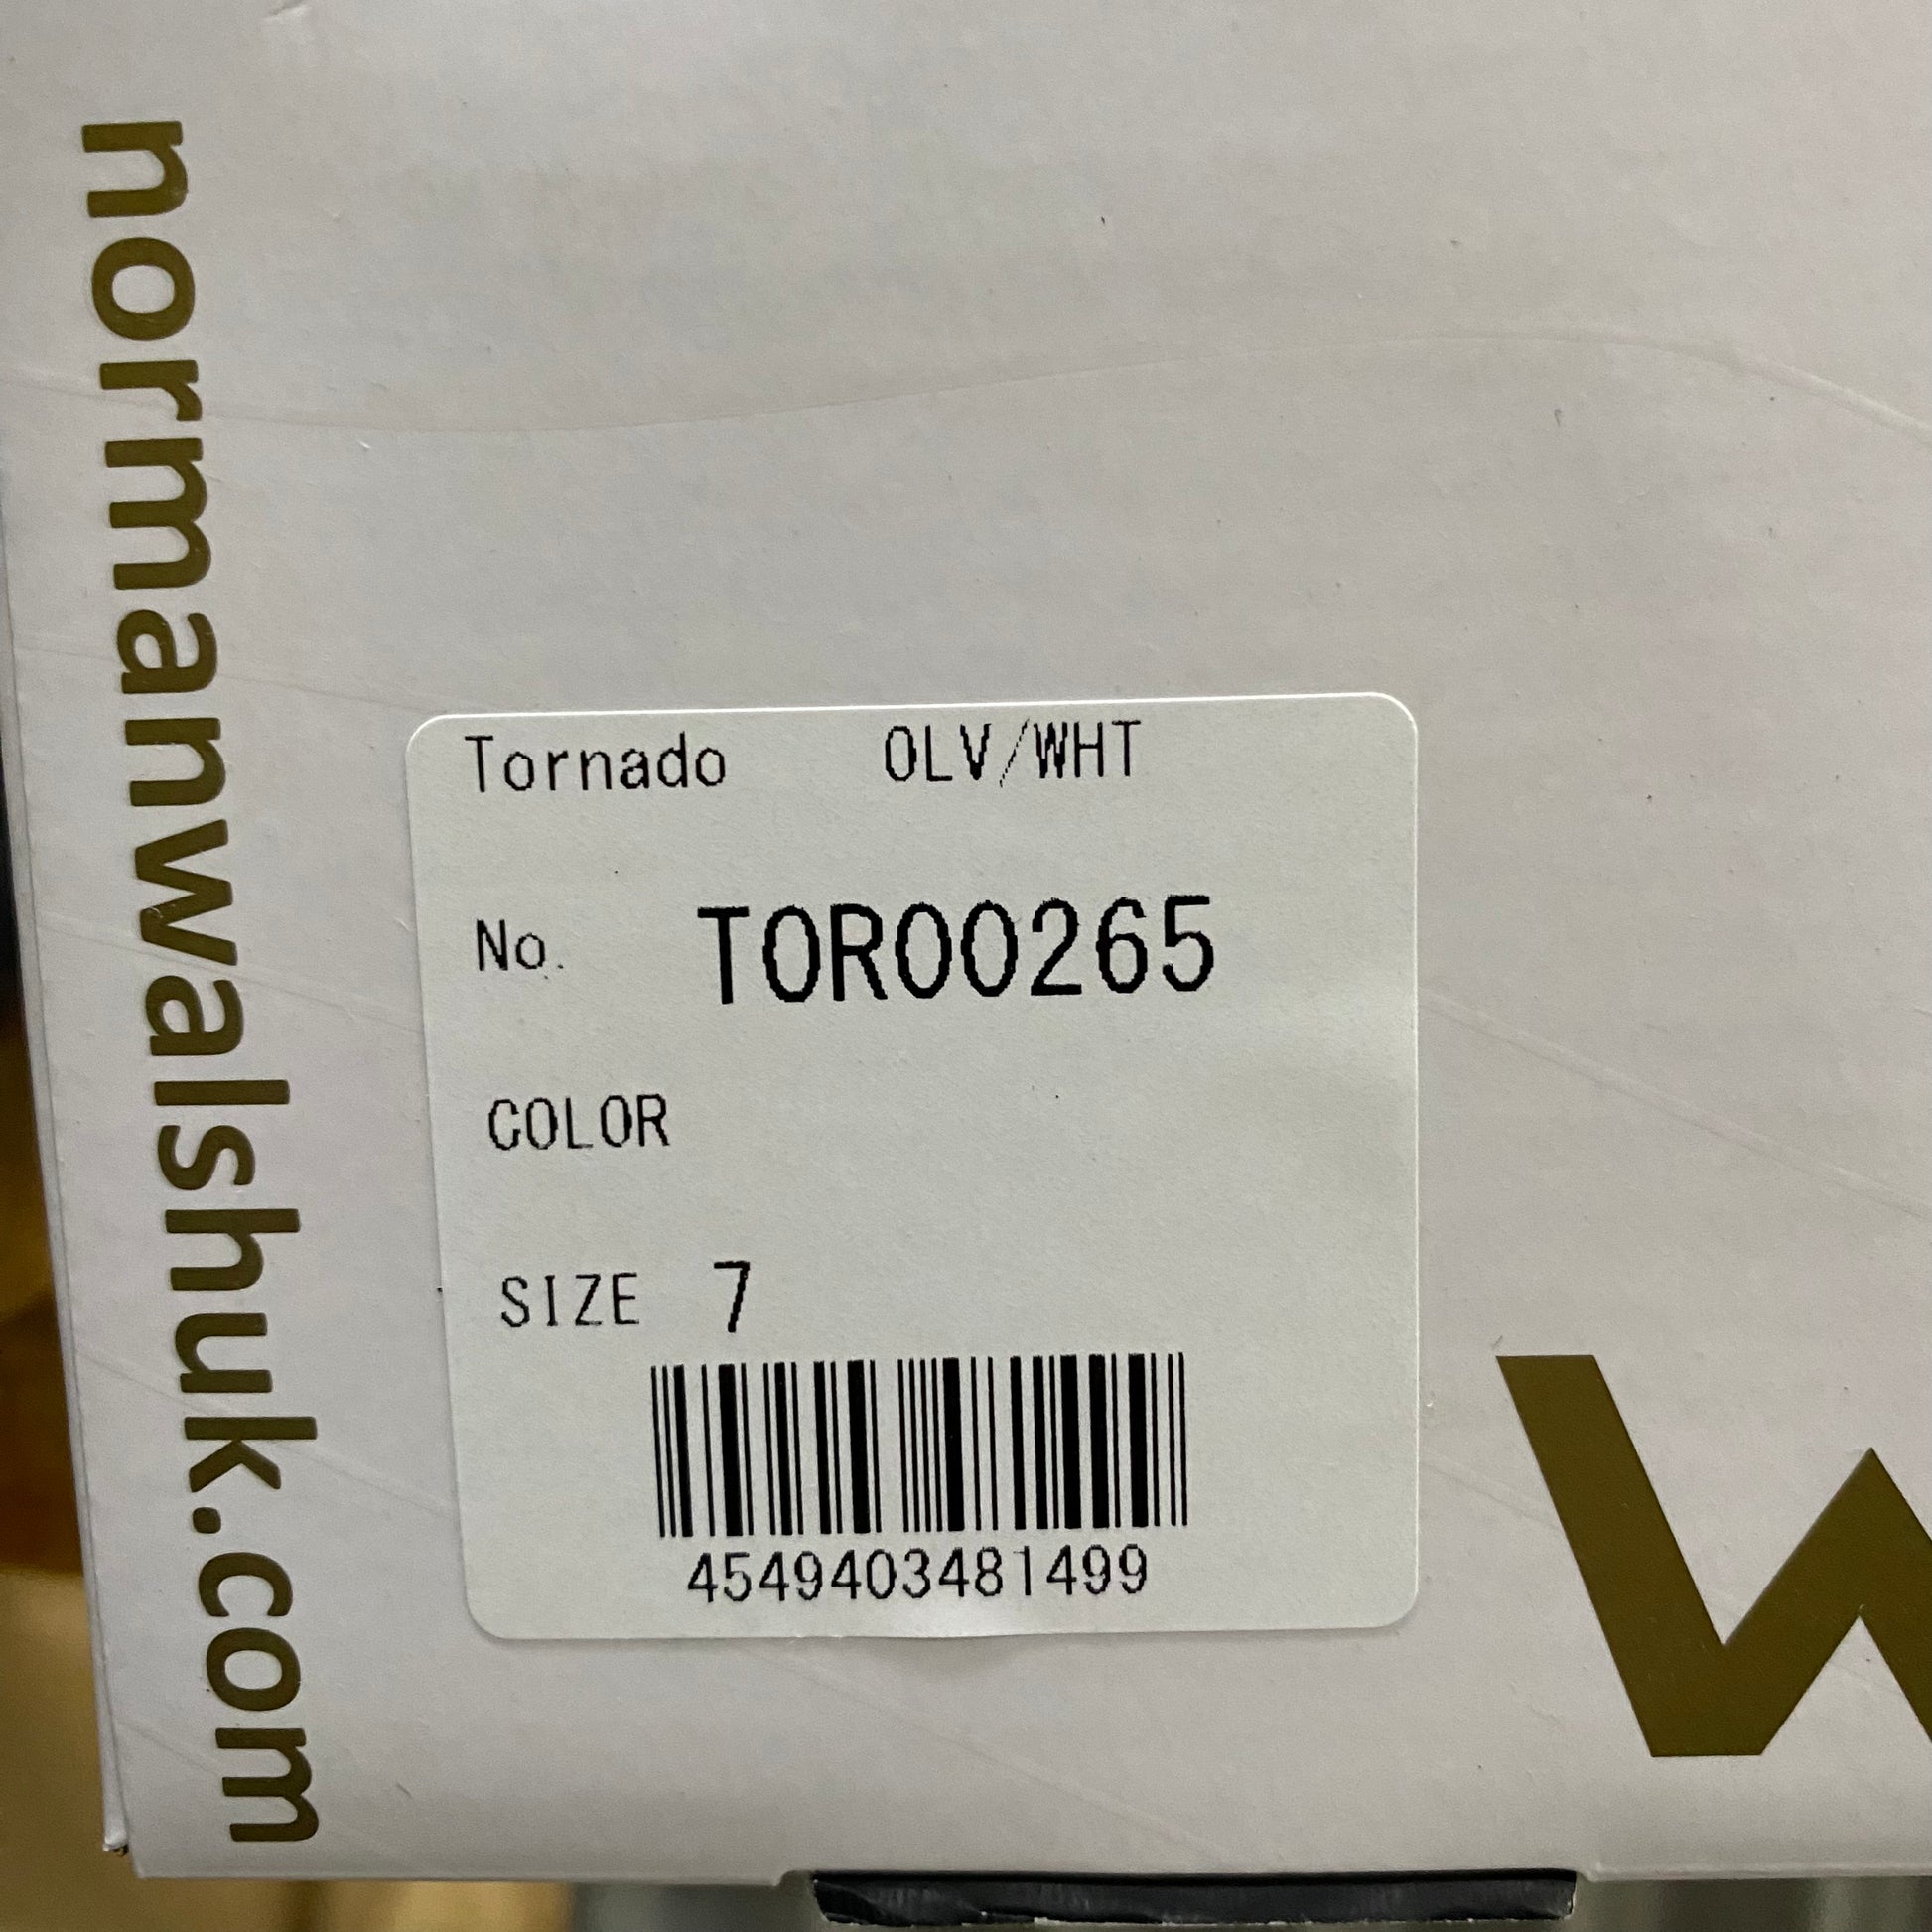 normanwalshuk.com
Tornado OLV/WHT
No. TOR00265
COLOR
SIZE 7
4549403481499
W